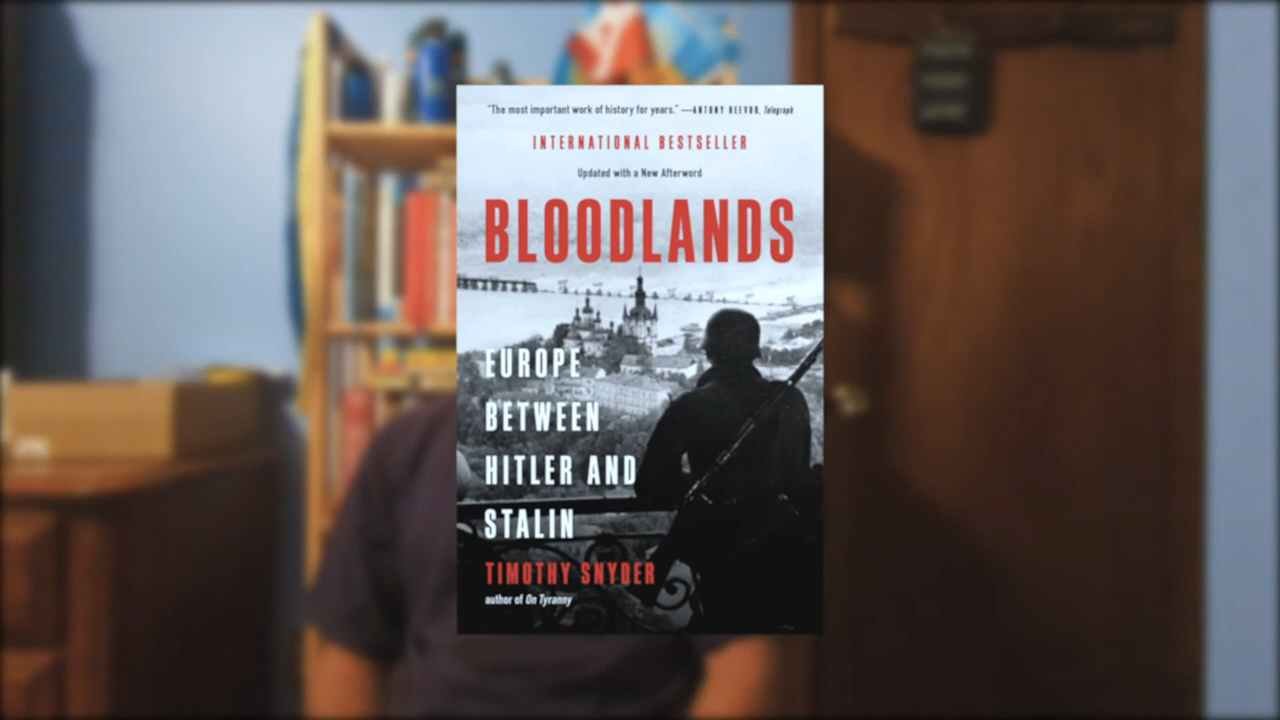 "The most important work of history for years." —ANTONY BEEVOR, Telegraph
INTERNATIONAL BESTSELLER
Updated with a New Afterword
BLOODLANDS
EUROPE
BETWEEN
HITLER AND
STALIN
TIMOTHY SNYDER
author of On Tyranny